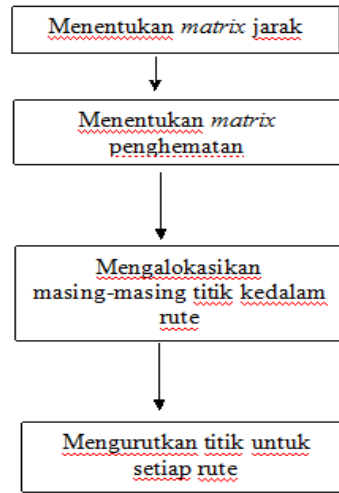 Menentukan matrix jarak
Menentukan matrix
penghematan
Mengalokasikan
masing-masing titik kedalam
rute
Mengurutkan titik untuk
setiap rute